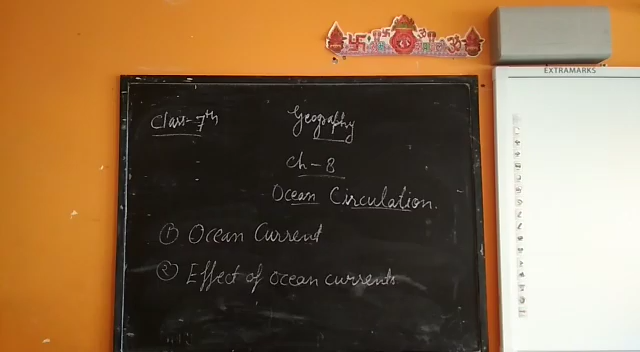 EXTRAMARKS
Class-7th
Geography
Ch-8
Ocean Circulation.
① Ocean Current
② Effect of ocean currents